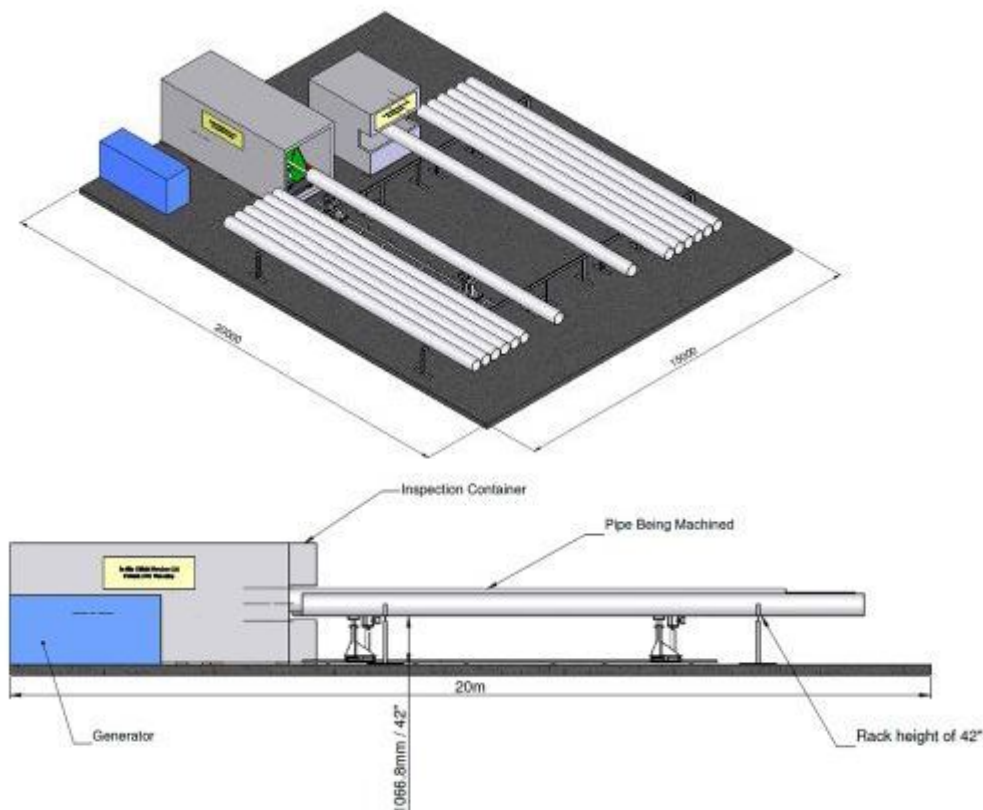 20000
15000
Inspection Container
Pipe Being Machined
20m
Generator
1066.8mm / 42"
Rack height of 42"